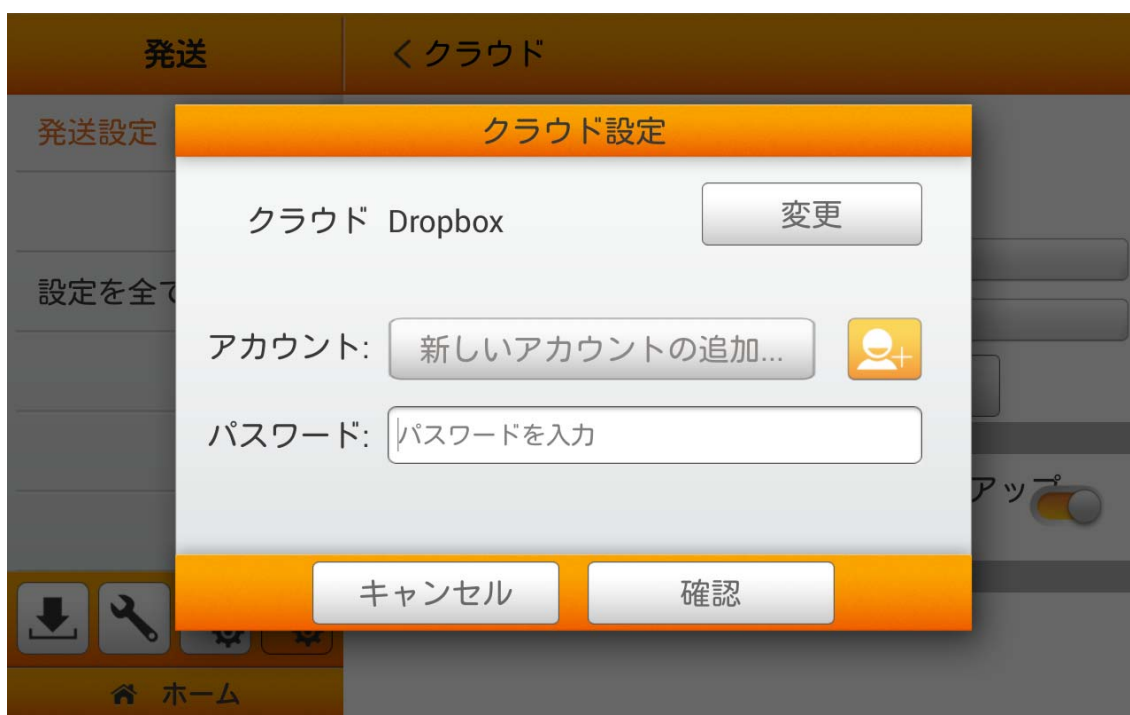 発送
クラウド
発送設定
クラウド設定
クラウド Dropbox
変更
設定を全て
アカウント:
新しいアカウントの追加...
パスワード:
パスワードを入力
アップ
キャンセル
確認
ホーム